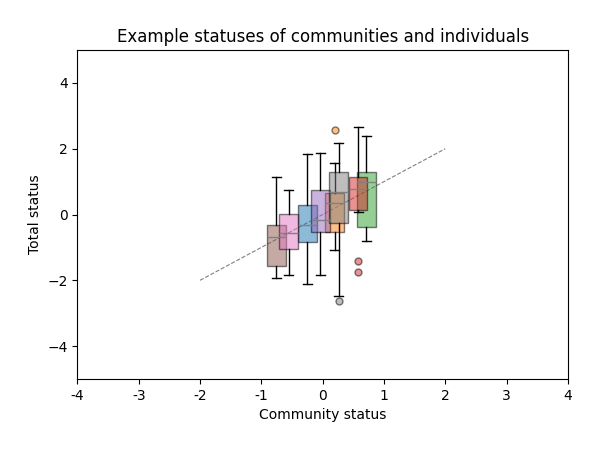 Example statuses of communities and individuals
4
2
0
−2
−4
Total status
-4 -3 -2 -1 0 1 2 3 4
Community status